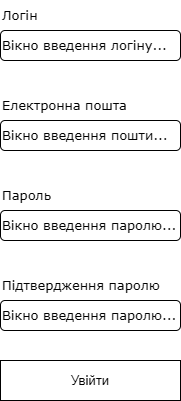 Логін
Вікно введення логіну...
Електронна пошта
Вікно введення пошти...
Пароль
Вікно введення паролю...
Підтвердження паролю
Вікно введення паролю...
Увійти